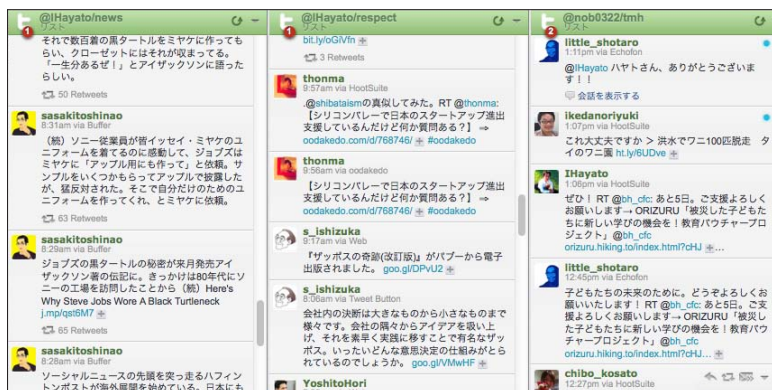 @IHayato/news
リスト
1
それで数百着の黒タートルをミヤケに作っても
らい、クローゼットにはそれが収まってる。
「一生分あるぜ！」とアイザックソンに語った
らしい。
50 Retweets
sasakitoshinao
8:31am via Buffer
（続）ソニー従業員が皆イッセイ・ミヤケのユ
ニフォームを着てるのに感動して、ジョブズは
ミヤケに「アップル用にも作って」と依頼。サ
ンプルをいくつかもらってアップルで披露した
が、猛反対された。そこで自分だけのためのユ
ニフォームを作ってくれ、とミヤケに依頼。
63 Retweets
sasakitoshinao
8:29am via Buffer
ジョブズの黒タートルの秘密が来月発売アイ
ザックソン著の伝記に。きっかけは80年代にソ
ニーの工場を訪問したことから（続）Here's
Why Steve Jobs Wore A Black Turtleneck
j.mp/qst6M7
65 Retweets
sasakitoshinao
8:28am via Buffer
ソーシャルニュースの先頭を突っ走るハフィン
トンポストが海外展開を始めている。日本にも
@IHayato/respect
リスト
1
bit.ly/oGiVfn
3 Retweets
thonma
9:57am via HootSuite
.@shibataismの真似してみた。RT @thonma:
【シリコンバレーで日本のスタートアップ進出
支援しているんだけど何か質問ある？】 ⇒
oodakedo.com/d/768746/ #oodakedo
thonma
9:56am via oodakedo
【シリコンバレーで日本のスタートアップ進出
支援しているんだけど何か質問ある？】 ⇒
oodakedo.com/d/768746/ #oodakedo
s_ishizuka
9:17am via Web
『ザッポスの奇跡(改訂版)』がパブーから電子
出版されました。 goo.gl/DPvU2
s_ishizuka
8:06am via Tweet Button
会社内の決断は大きなものから小さなものまで
様々です。会社の隅々からアイデアを吸い上
げ、それを素早く実践に移すことで有名なザッ
ポス。いったいどんな意思決定の仕組みがとら
れているのでしょうか。 goo.gl/VMwHF
YoshitoHori
@nob0322/tmh
リスト
2
little_shotaro
1:11pm via Echofon
@IHayato ハヤトさん、ありがとうございま
す！！
会話を表示する
ikedanoriyuki
1:07pm via HootSuite
これ大丈夫ですか > 洪水でワニ100匹脱走 タ
イのワニ園 ht.ly/6UDve
IHayato
1:06pm via HootSuite
ぜひ！ RT @bh_cfc: あと5日。ご支援よろしく
お願いします→ ORIZURU「被災した子どもた
ちに新しい学びの機会を！教育バウチャープロ
ジェクト」@bh_cfc
orizuru.hiking.to/index.html?cHJ ...
little_shotaro
12:45pm via Echofon
子どもたちの未来のために。どうぞよろしくお
願いいたします！ RT @bh_cfc: あと5日。ご支
援よろしくお願いします→ ORIZURU「被災し
た子どもたちに新しい学びの機会を！教育バウ
チャープロジェクト」@bh_cfc
orizuru.hiking.to/index.html?cHJ...
chibo_kosato
12:27pm via HootSuite